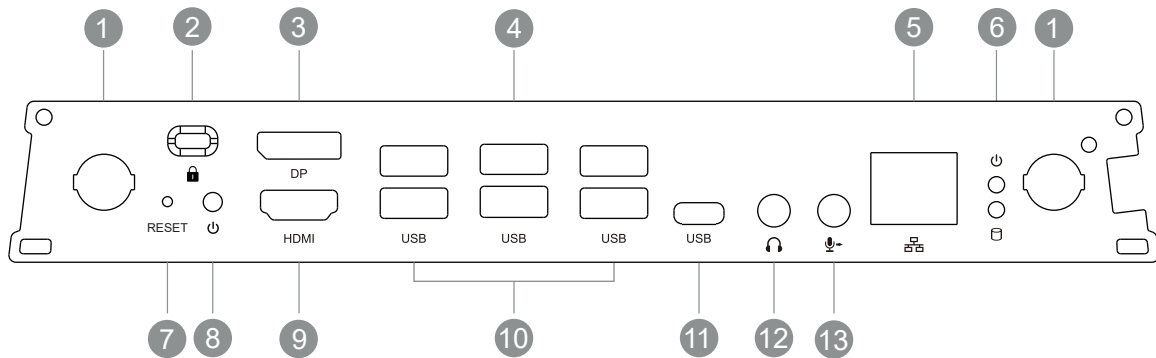 1 2 3 4 5 6 1
DP
RESET HDMI USB USB USB USB
7 8 9 10 11 12 13